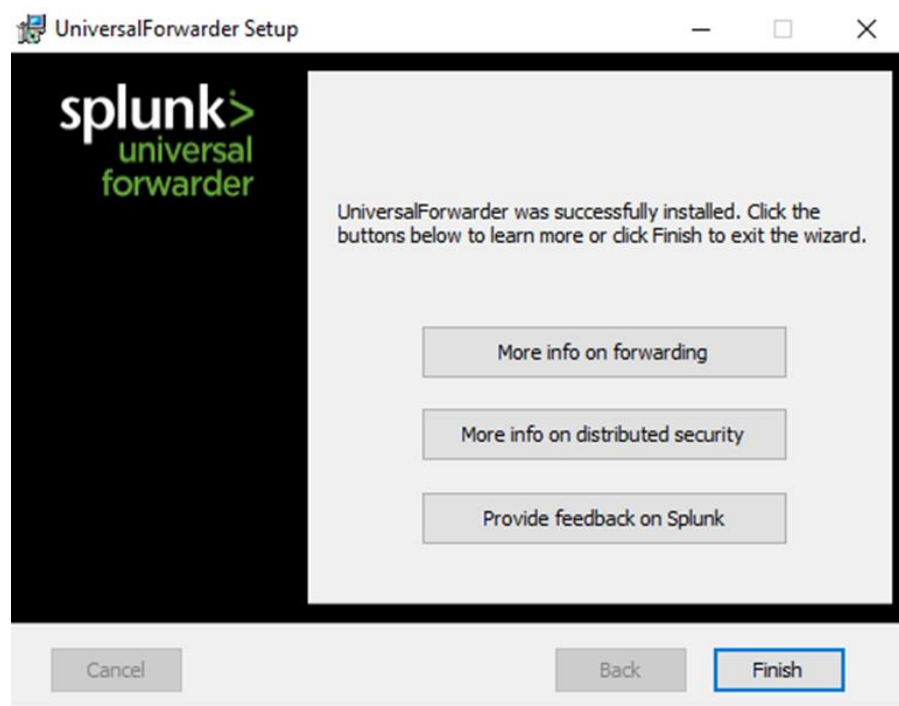 UniversalForwarder Setup
splunk>
universal
forwarder
UniversalForwarder was successfully installed. Click the
buttons below to learn more or click Finish to exit the wizard.
More info on forwarding
More info on distributed security
Provide feedback on Splunk
Cancel
Back
Finish